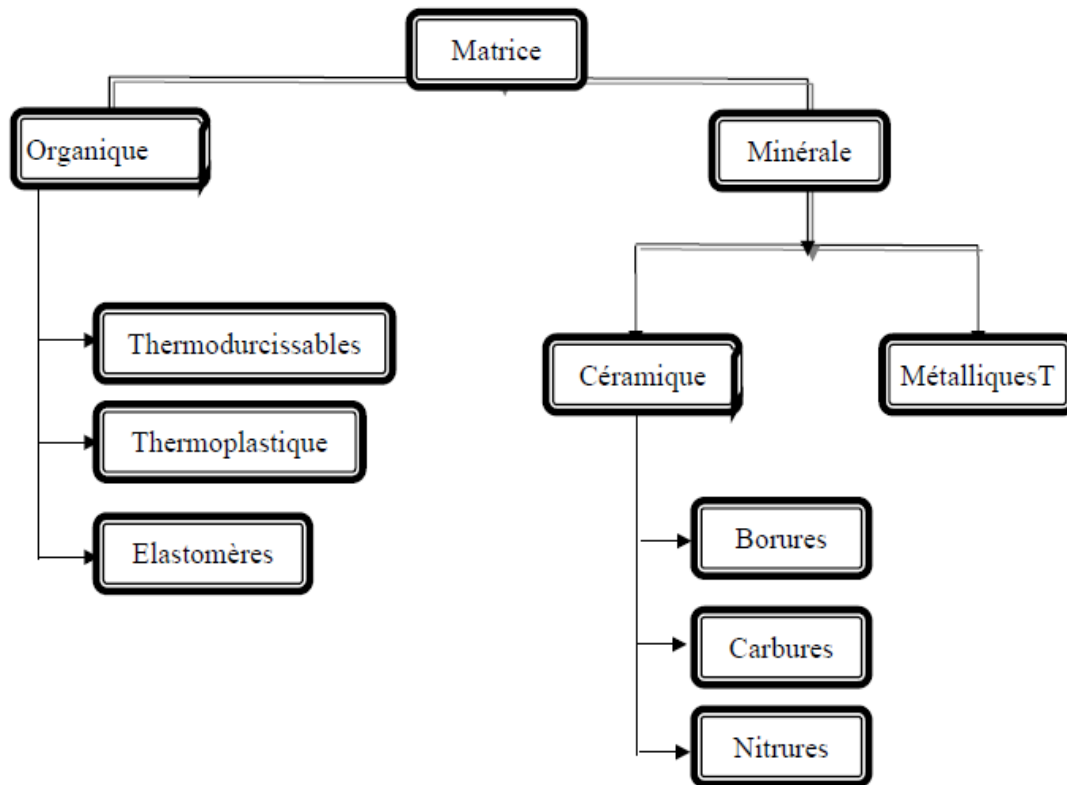 Matrice
Organique
Minérale
Thermodurcissables
Thermoplastique
Elastomères
Céramique
MétalliquesT
Borures
Carbures
Nitrures